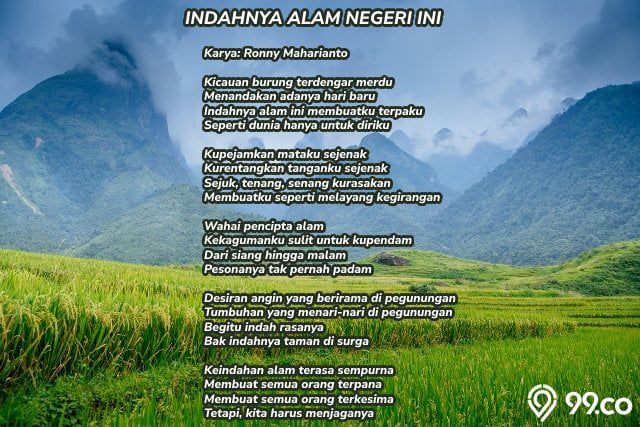 INDAHNYA ALAM NEGERI INI
Karya: Ronny Maharianto
Kicauan burung terdengar merdu
Menandakan adanya hari baru
Indahnya alam ini membuatku terpaku
Seperti dunia hanya untuk diriku
Kupejamkan mataku sejenak
Kurentangkan tanganku sejenak
Sejuk, tenang, senang kurasakan
Membuatku seperti melayang kegirangan
Wahai pencipta alam
Kekagumanku sulit untuk kupendam
Dari siang hingga malam
Pesonanya tak pernah padam
Desiran angin yang berirama di pegunungan
Tumbuhan yang menari-nari di pegunungan
Begitu indah rasanya
Bak indahnya taman di surga
Keindahan alam terasa sempurna
Membuat semua orang terpana
Membuat semua orang terkesima
Tetapi, kita harus menjaganya
99.co